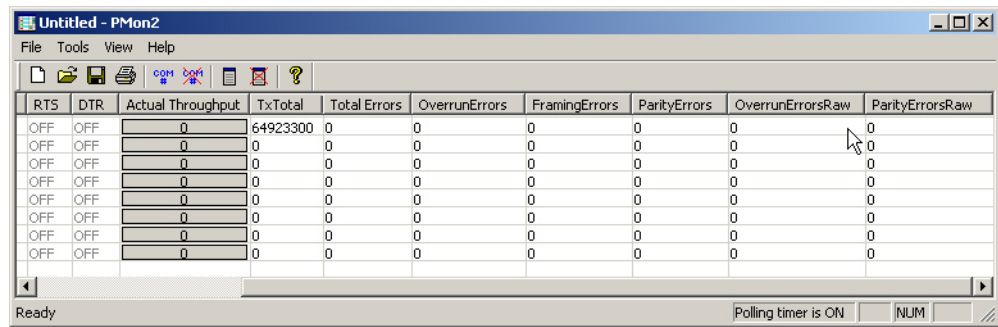 Untitled - PMon2
File Tools View Help
COM # COM #
RTS DTR Actual Throughput TxTotal Total Errors OverrunErrors FramingErrors ParityErrors OverrunErrorsRaw ParityErrorsRaw
OFF OFF 0 64923300 0 0 0 0 0 0
OFF OFF 0 0 0 0 0 0 0 0
OFF OFF 0 0 0 0 0 0 0 0
OFF OFF 0 0 0 0 0 0 0 0
OFF OFF 0 0 0 0 0 0 0 0
OFF OFF 0 0 0 0 0 0 0 0
OFF OFF 0 0 0 0 0 0 0 0
OFF OFF 0 0 0 0 0 0 0 0
Ready Polling timer is ON NUM